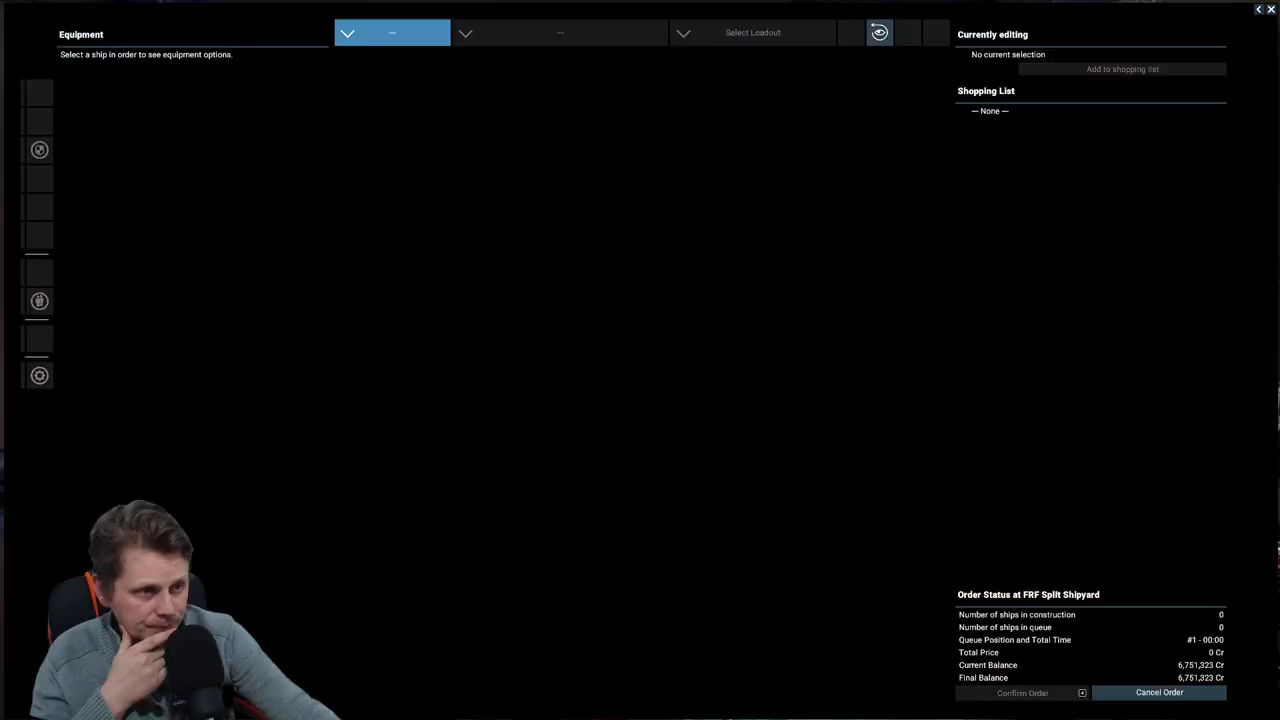 Equipment
Select a ship in order to see equipment options.
—
—
Select Loadout
Currently editing
No current selection
Add to shopping list
Shopping List
— None —
Order Status at FRF Split Shipyard
Number of ships in construction 0
Number of ships in queue 0
Queue Position and Total Time #1 - 00:00
Total Price 0 Cr
Current Balance 6,751,323 Cr
Final Balance 6,751,323 Cr
Confirm Order
Cancel Order